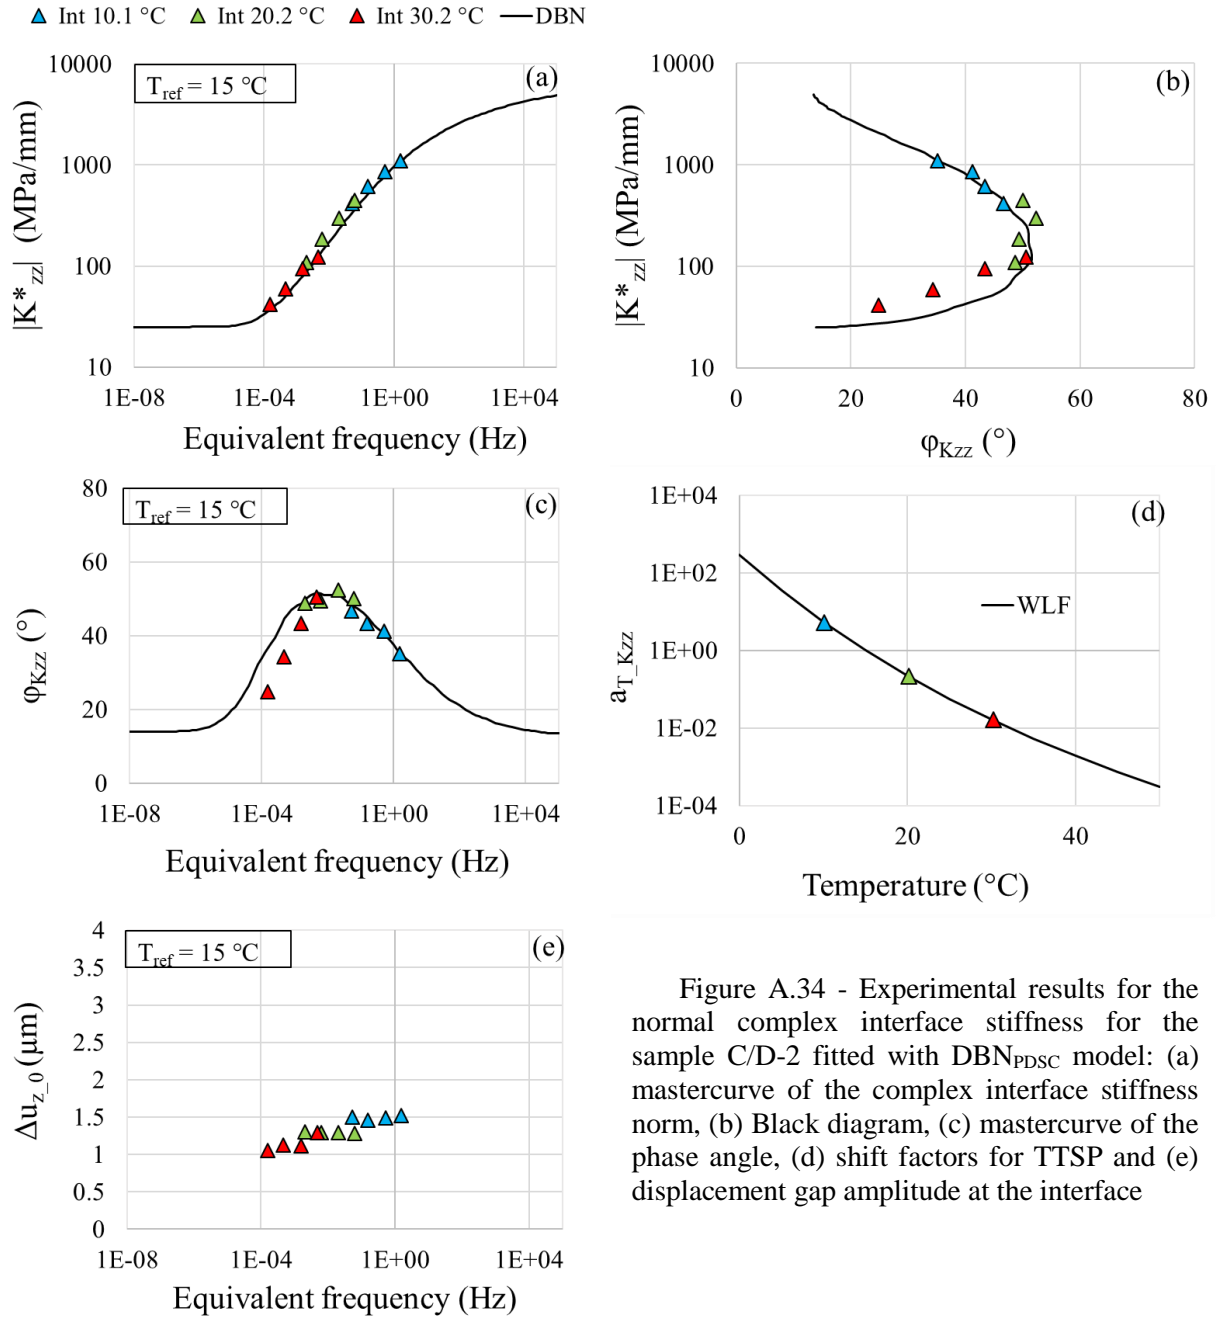 Int 10.1 °C Int 20.2 °C Int 30.2 °C DBN
10000
1000
100
10
T_ref = 15 °C
(a)
|K*_zz| (MPa/mm)
1E-08 1E-04 1E+00 1E+04
Equivalent frequency (Hz)
10000
1000
100
10
(b)
|K*_zz| (MPa/mm)
0 20 40 60 80
φ_Kzz (°)
80
60
40
20
0
T_ref = 15 °C
(c)
φ_Kzz (°)
1E-08 1E-04 1E+00 1E+04
Equivalent frequency (Hz)
1E+04
1E+02
1E+00
1E-02
1E-04
(d)
WLF
a_T_Kzz
0 20 40
Temperature (°C)
4
3.5
3
2.5
2
1.5
1
0.5
0
T_ref = 15 °C
(e)
Δu_z_0 (μm)
1E-08 1E-04 1E+00 1E+04
Equivalent frequency (Hz)
Figure A.34 - Experimental results for the
normal complex interface stiffness for the
sample C/D-2 fitted with DBN_PDSC model: (a)
mastercurve of the complex interface stiffness
norm, (b) Black diagram, (c) mastercurve of the
phase angle, (d) shift factors for TTSP and (e)
displacement gap amplitude at the interface